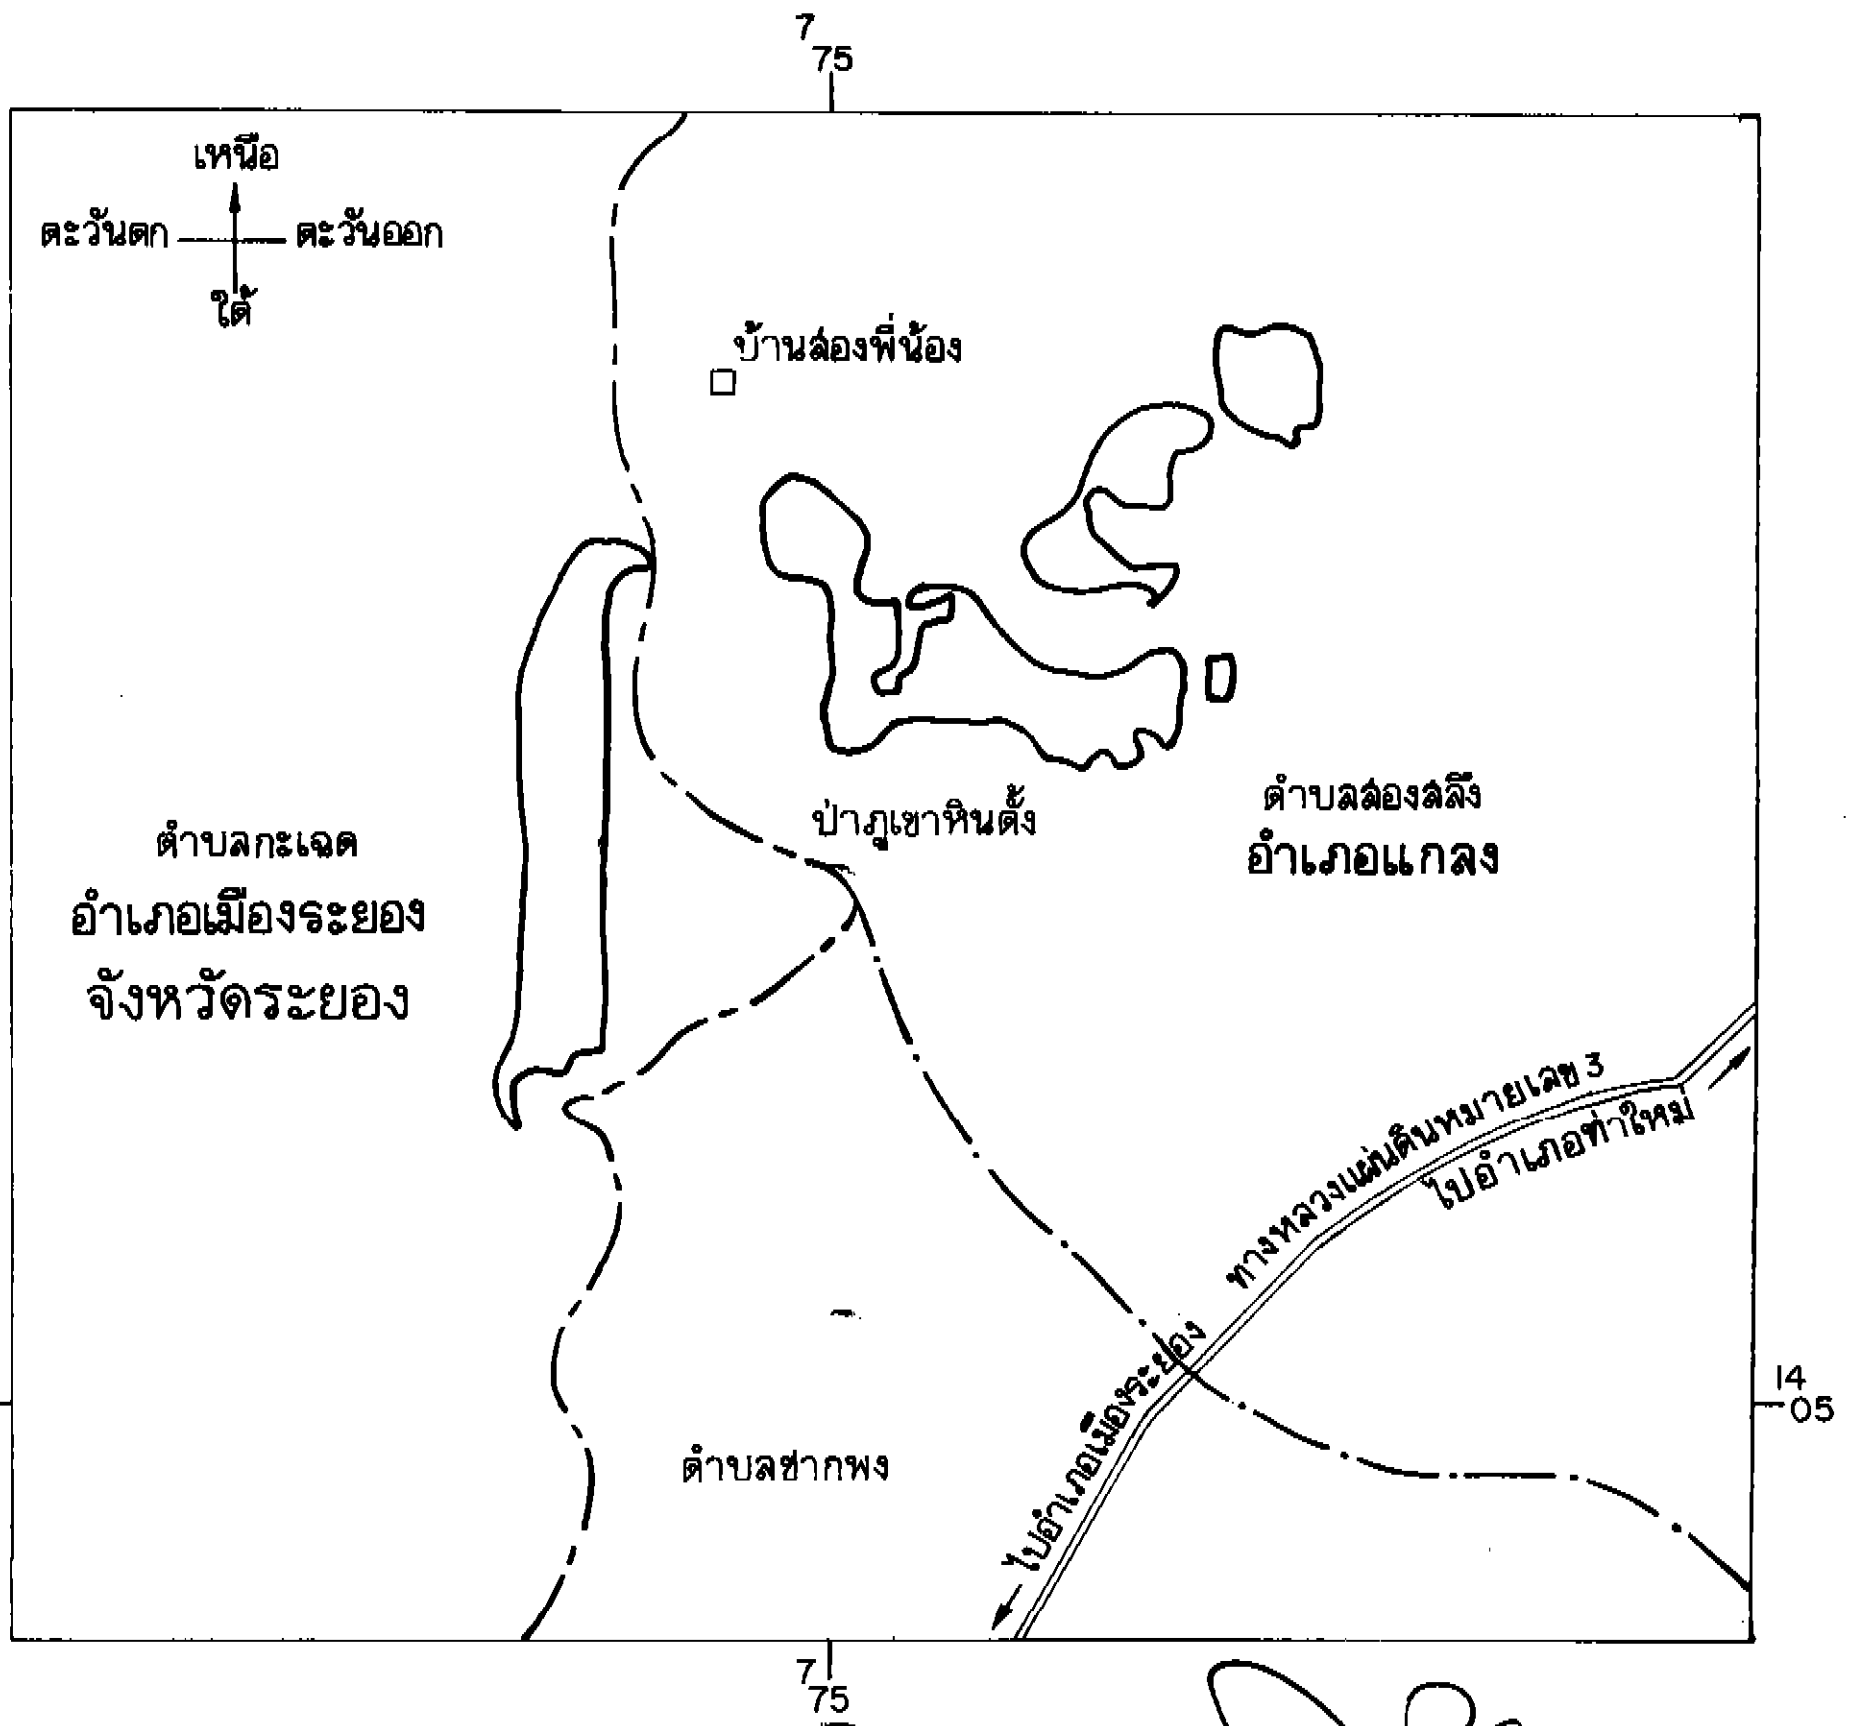 7
75
เหนือ
ตะวันตก
ตะวันออก
ใต้
บ้านสองพี่น้อง
ป่าภูเขาหินตั้ง
ตำบลสองสลึง
อำเภอแกลง
ตำบลกะเฉด
อำเภอเมืองระยอง
จังหวัดระยอง
ทางหลวงแผ่นดินหมายเลข 3
ไปอำเภอท่าใหม่
ไปอำเภอเมืองระยอง
14
05
ตำบลชากพง
7
75